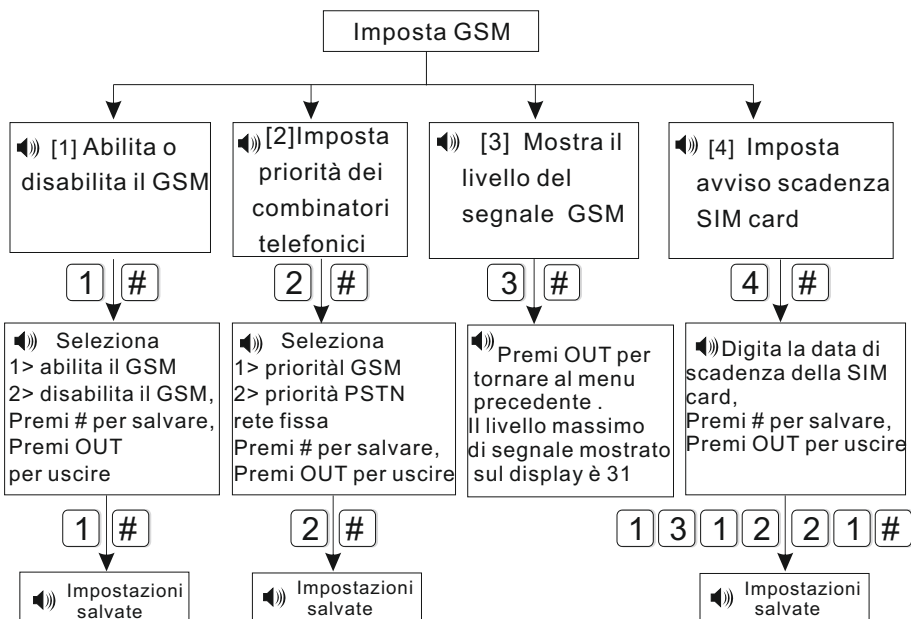 Imposta GSM
[1] Abilita o
disabilita il GSM
[2]Imposta
priorità dei
combinatori
telefonici
[3] Mostra il
livello del
segnale GSM
[4] Imposta
avviso scadenza
SIM card
1 #
2 #
3 #
4 #
Seleziona
1> abilita il GSM
2> disabilita il GSM,
Premi # per salvare,
Premi OUT
per uscire
Seleziona
1> prioritàl GSM
2> priorità PSTN
rete fissa
Premi # per salvare,
Premi OUT per uscire
Premi OUT per
tornare al menu
precedente .
Il livello massimo
di segnale mostrato
sul display è 31
Digita la data di
scadenza della SIM
card,
Premi # per salvare,
Premi OUT per uscire
1 #
2 #
1 3 1 2 2 1 #
Impostazioni
salvate
Impostazioni
salvate
Impostazioni
salvate